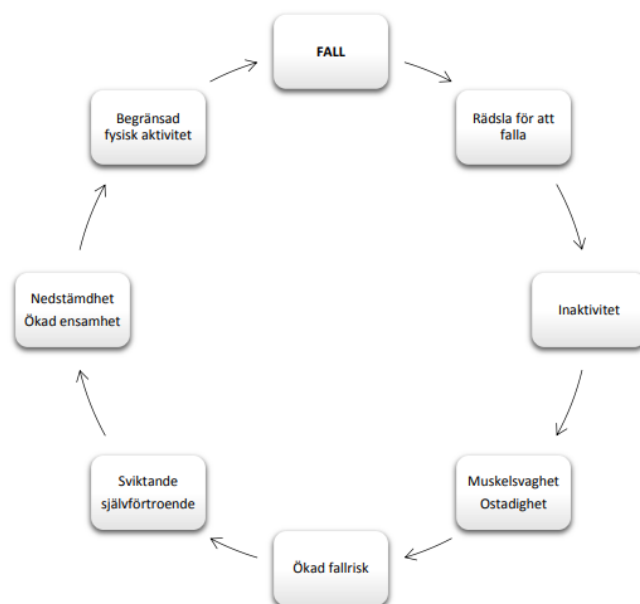 FALL
Rädsla för att
falla
Inaktivitet
Muskelsvaghet
Ostadighet
Ökad fallrisk
Sviktande
självförtroende
Nedstämdhet
Ökad ensamhet
Begränsad
fysisk aktivitet